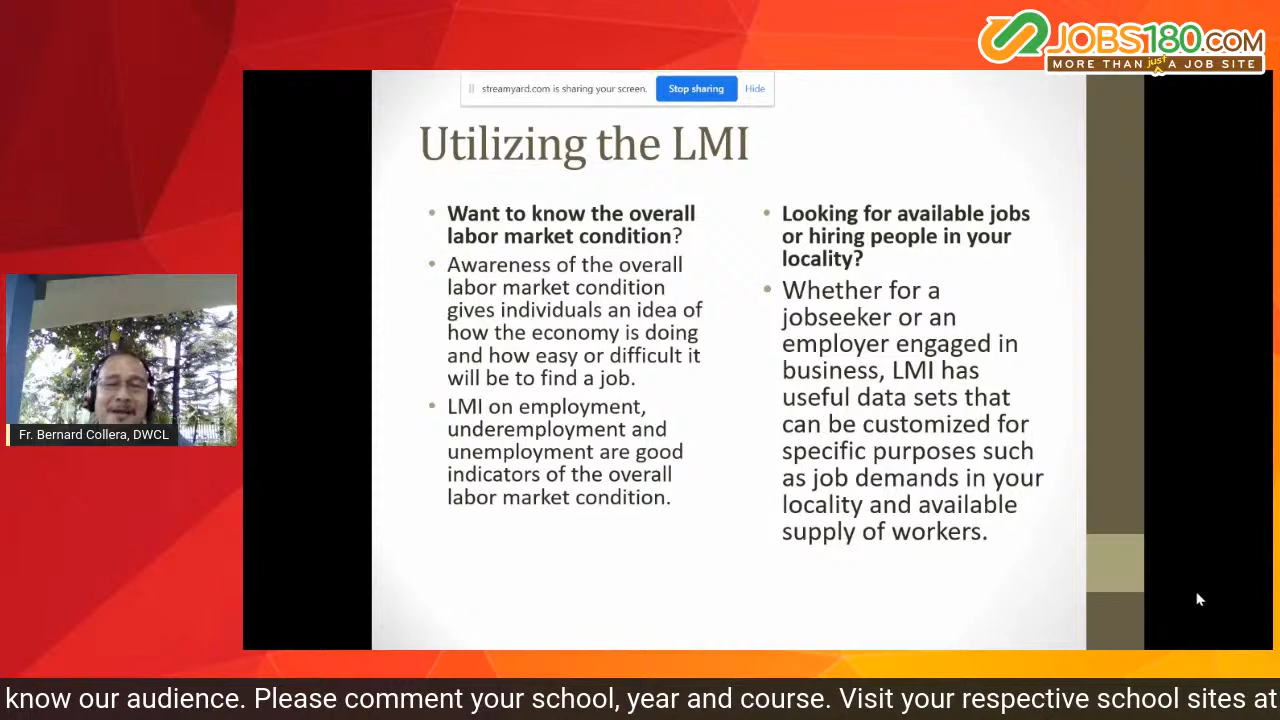 JOBS180.COM
MORE THAN just A JOB SITE
streamyard.com is sharing your screen.
Stop sharing
Hide
Utilizing the LMI
• Want to know the overall
labor market condition?
• Awareness of the overall
labor market condition
gives individuals an idea of
how the economy is doing
and how easy or difficult it
will be to find a job.
• LMI on employment,
underemployment and
unemployment are good
indicators of the overall
labor market condition.
• Looking for available jobs
or hiring people in your
locality?
• Whether for a
jobseeker or an
employer engaged in
business, LMI has
useful data sets that
can be customized for
specific purposes such
as job demands in your
locality and available
supply of workers.
Fr. Bernard Collera, DWCL
know our audience. Please comment your school, year and course. Visit your respective school sites at